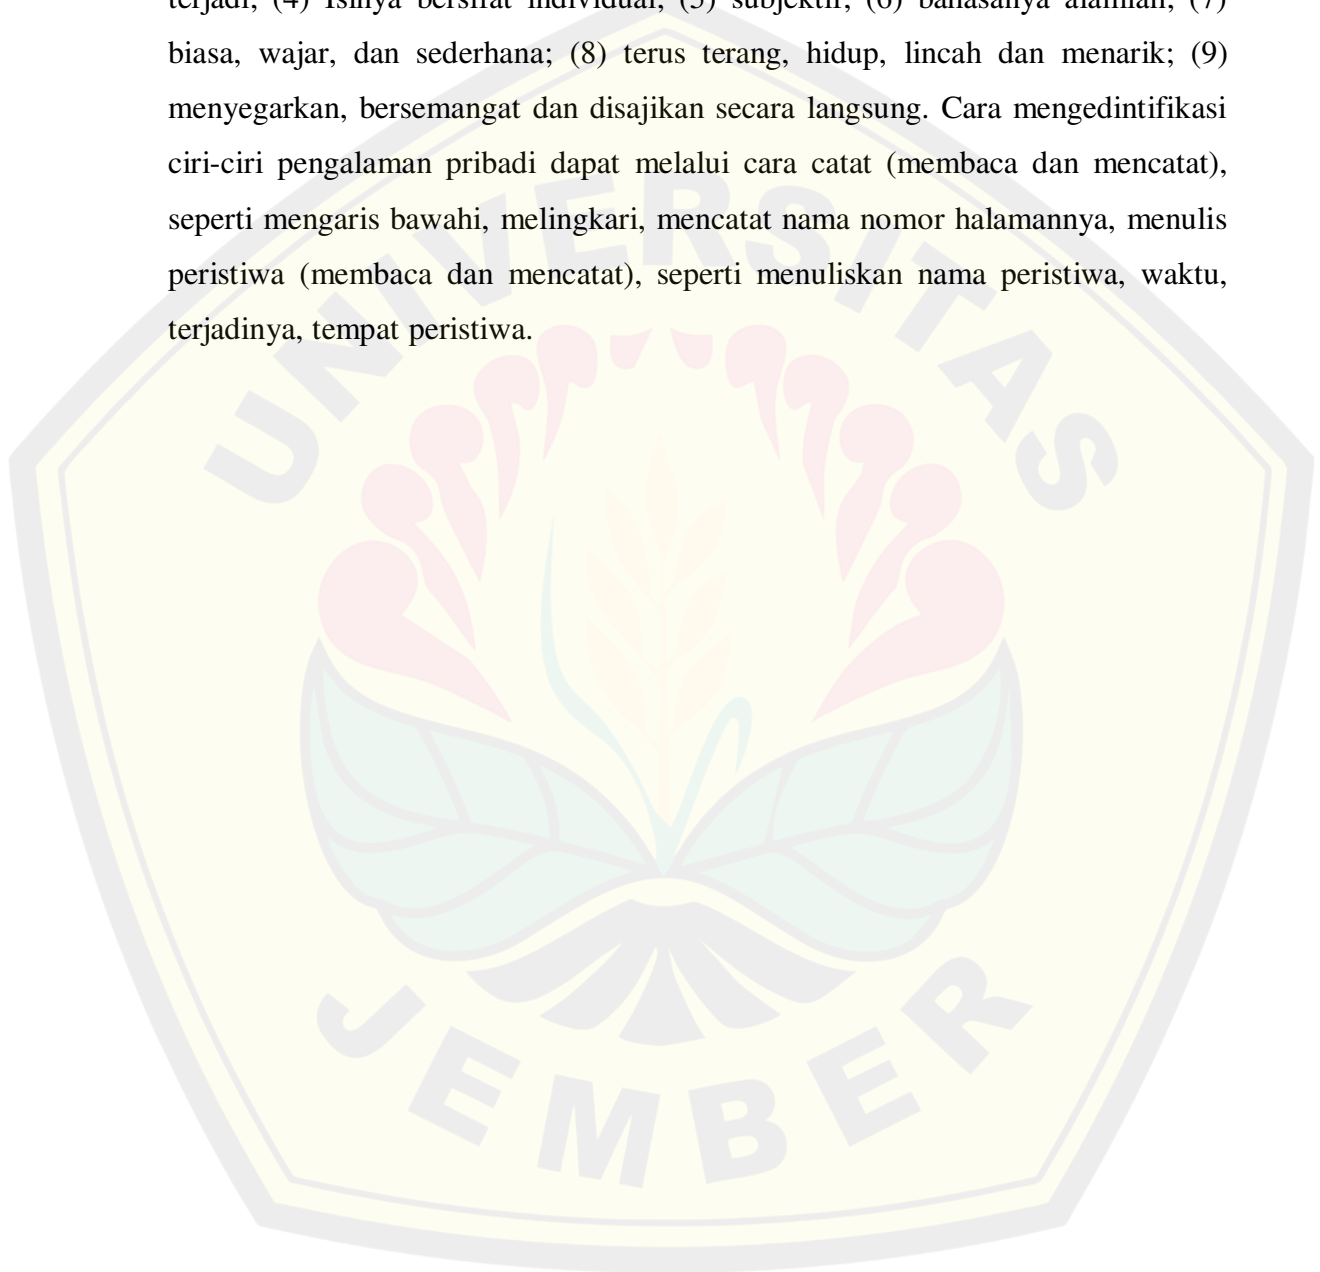 terjadi; (4) Isinya bersifat individual; (5) subjektif; (6) bahasanya alamiah; (7)
biasa, wajar, dan sederhana; (8) terus terang, hidup, lincah dan menarik; (9)
menyegarkan, bersemangat dan disajikan secara langsung. Cara mengedintifikasi
ciri-ciri pengalaman pribadi dapat melalui cara catat (membaca dan mencatat),
seperti mengaris bawahi, melingkari, mencatat nama nomor halamannya, menulis
peristiwa (membaca dan mencatat), seperti menuliskan nama peristiwa, waktu,
terjadinya, tempat peristiwa.
UNIVERSITAS
JEMBER